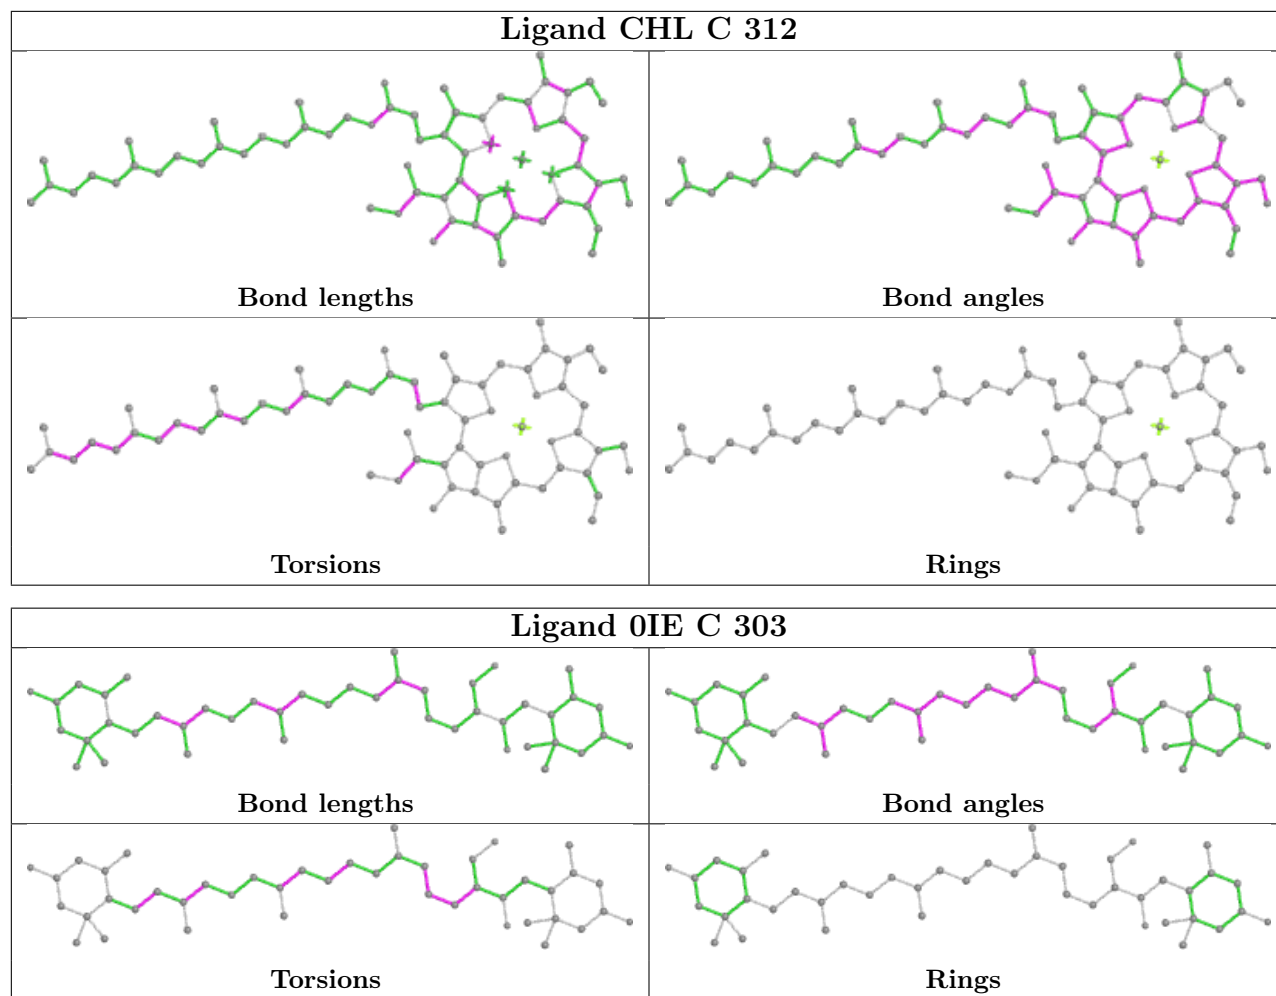 Ligand CHL C 312
Bond lengths
Bond angles
Torsions
Rings
Ligand 0IE C 303
Bond lengths
Bond angles
Torsions
Rings